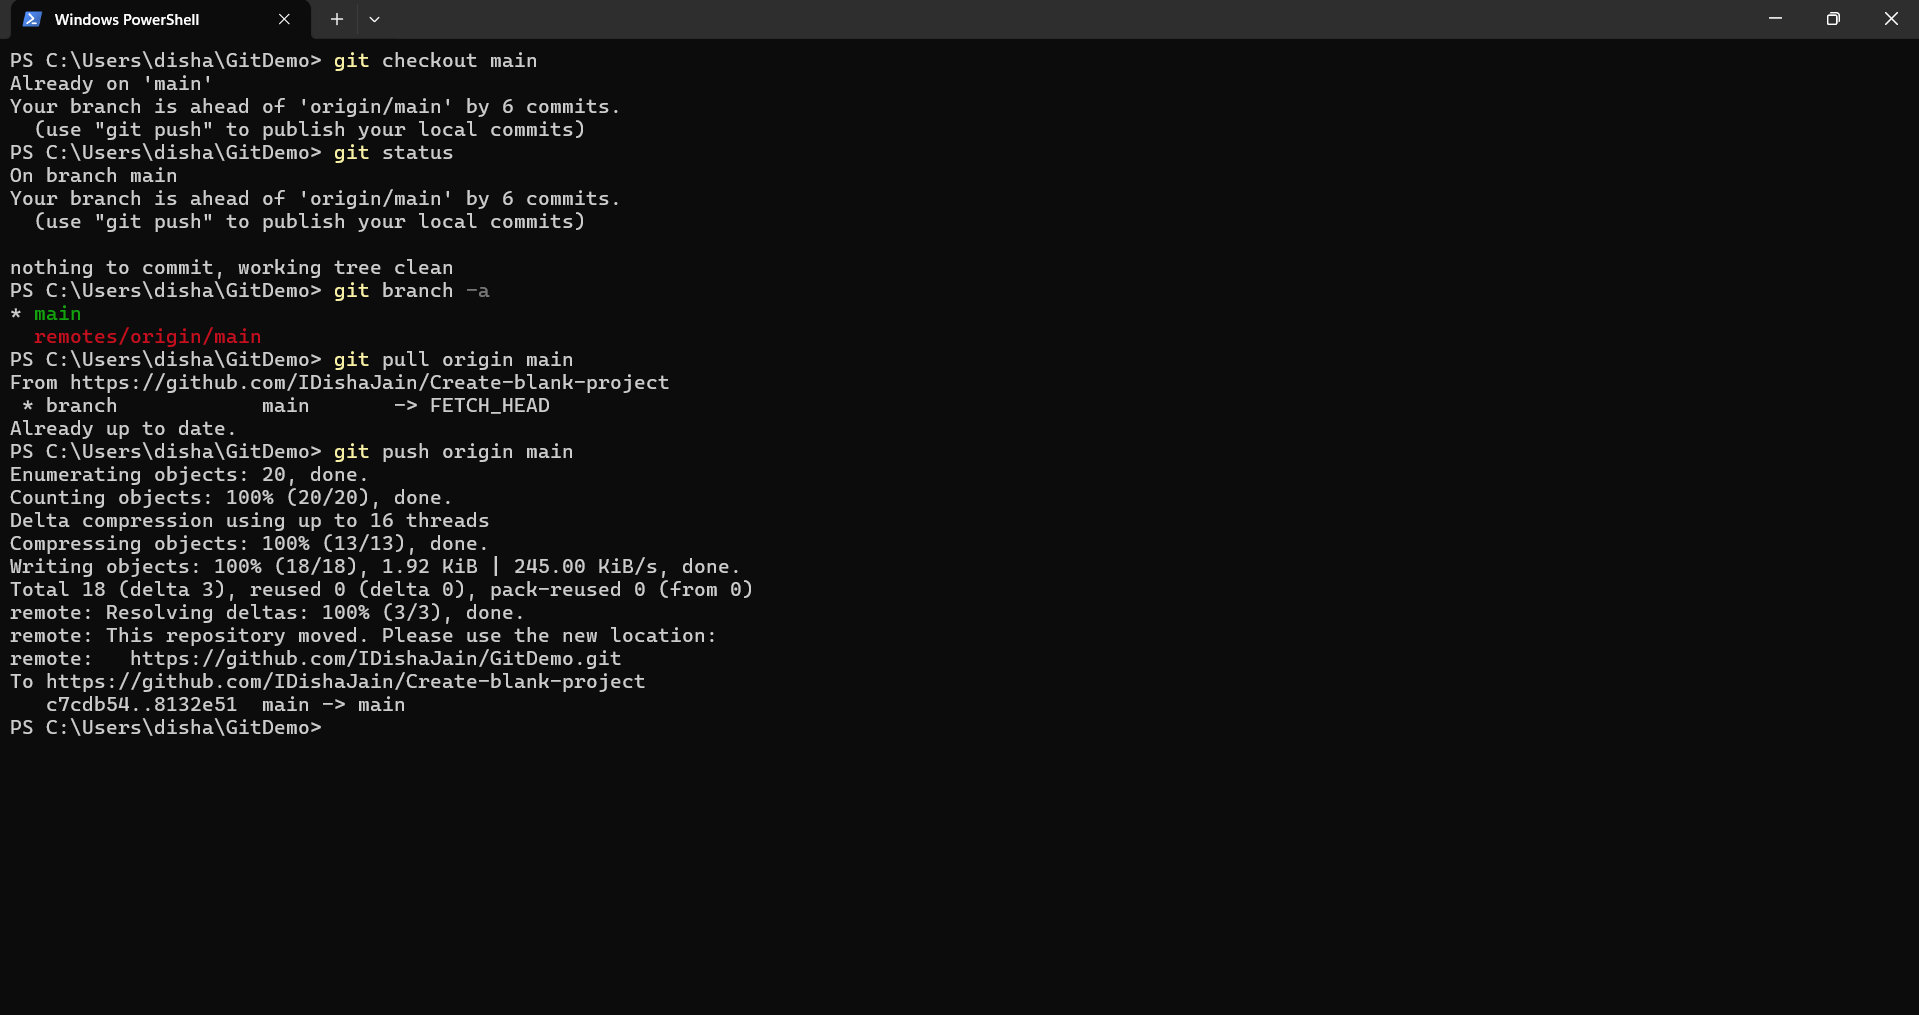 Windows PowerShell
PS C:\Users\disha\GitDemo> git checkout main
Already on 'main'
Your branch is ahead of 'origin/main' by 6 commits.
  (use "git push" to publish your local commits)
PS C:\Users\disha\GitDemo> git status
On branch main
Your branch is ahead of 'origin/main' by 6 commits.
  (use "git push" to publish your local commits)
nothing to commit, working tree clean
PS C:\Users\disha\GitDemo> git branch -a
* main
  remotes/origin/main
PS C:\Users\disha\GitDemo> git pull origin main
From https://github.com/IDishaJain/Create-blank-project
 * branch            main       -> FETCH_HEAD
Already up to date.
PS C:\Users\disha\GitDemo> git push origin main
Enumerating objects: 20, done.
Counting objects: 100% (20/20), done.
Delta compression using up to 16 threads
Compressing objects: 100% (13/13), done.
Writing objects: 100% (18/18), 1.92 KiB | 245.00 KiB/s, done.
Total 18 (delta 3), reused 0 (delta 0), pack-reused 0 (from 0)
remote: Resolving deltas: 100% (3/3), done.
remote: This repository moved. Please use the new location:
remote:   https://github.com/IDishaJain/GitDemo.git
To https://github.com/IDishaJain/Create-blank-project
   c7cdb54..8132e51  main -> main
PS C:\Users\disha\GitDemo>